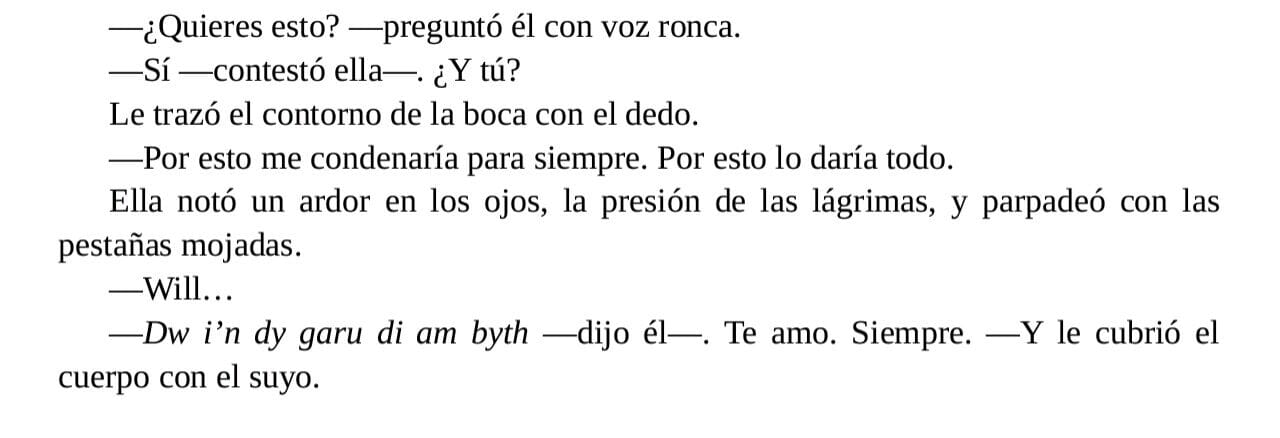 —¿Quieres esto? —preguntó él con voz ronca.
—Sí —contestó ella—. ¿Y tú?
Le trazó el contorno de la boca con el dedo.
—Por esto me condenaría para siempre. Por esto lo daría todo.
Ella notó un ardor en los ojos, la presión de las lágrimas, y parpadeó con las
pestañas mojadas.
—Will…
—Dw i’n dy garu di am byth —dijo él—. Te amo. Siempre. —Y le cubrió el
cuerpo con el suyo.